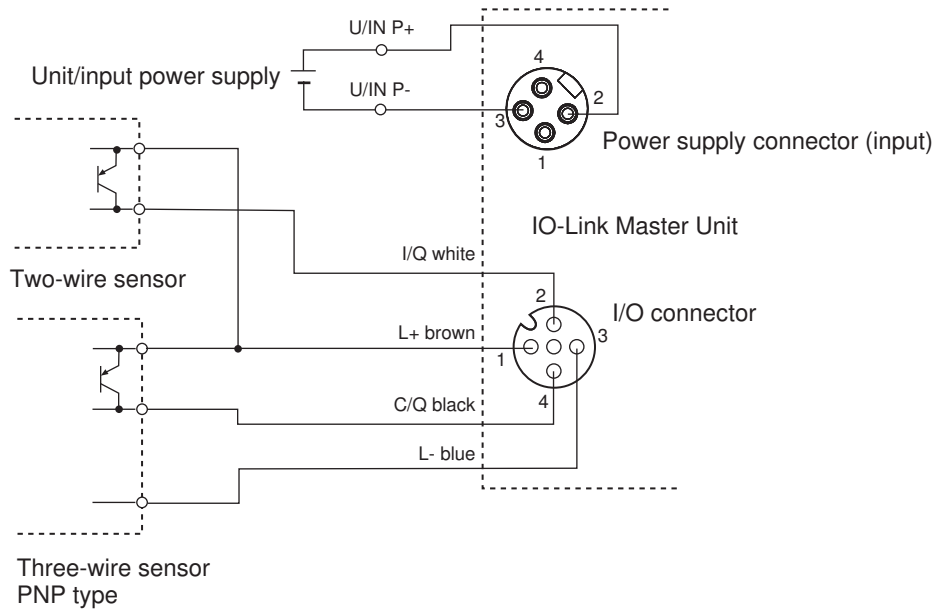 U/IN P+
Unit/input power supply
U/IN P-
4
2
3
1
Power supply connector (input)
IO-Link Master Unit
Two-wire sensor
I/Q white
2
I/O connector
3
L+ brown
1
C/Q black
4
L- blue
Three-wire sensor
PNP type